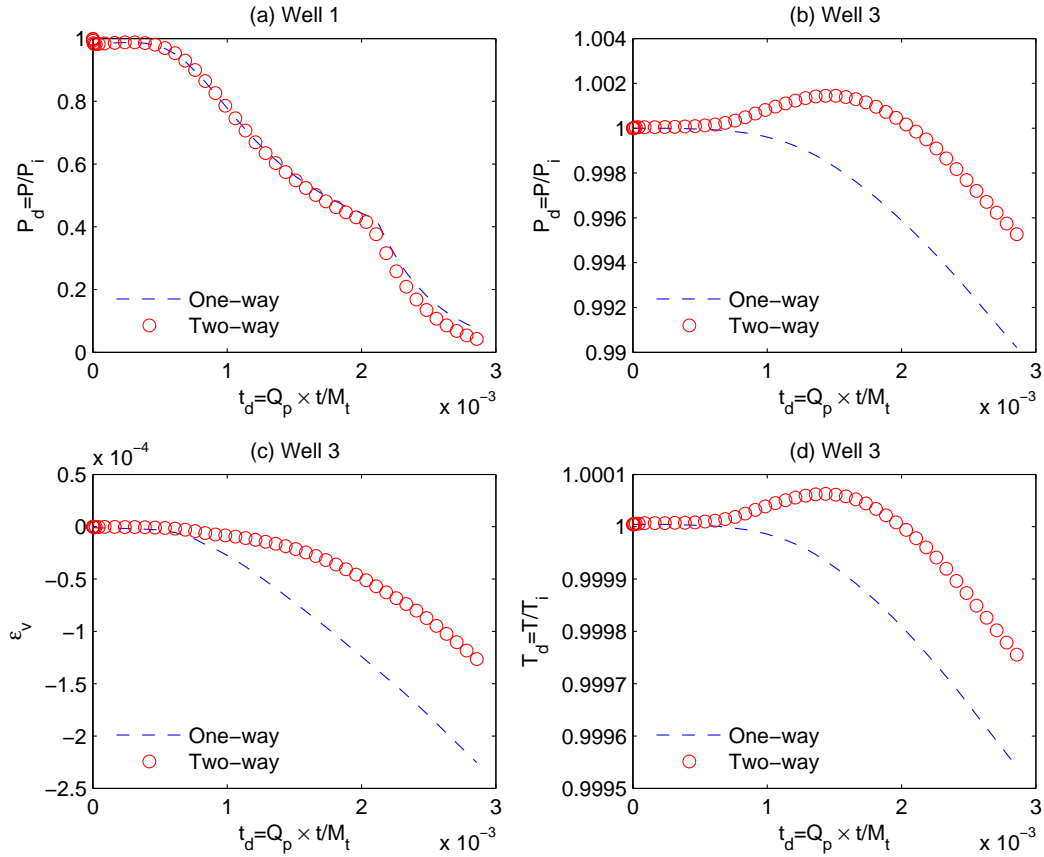 (a) Well 1
1
0.8
0.6
0.4
0.2
0
P_d=P/P_i
One−way
Two−way
0 1 2 3
t_d=Q_p × t/M_t
x 10^−3
(b) Well 3
1.004
1.002
1
0.998
0.996
0.994
0.992
0.99
P_d=P/P_i
One−way
Two−way
0 1 2 3
t_d=Q_p × t/M_t
x 10^−3
(c) Well 3
x 10^−4
0.5
0
−0.5
−1
−1.5
−2
−2.5
ε_v
One−way
Two−way
0 1 2 3
t_d=Q_p × t/M_t
x 10^−3
(d) Well 3
1.0001
1
0.9999
0.9998
0.9997
0.9996
0.9995
T_d=T/T_i
One−way
Two−way
0 1 2 3
t_d=Q_p × t/M_t
x 10^−3